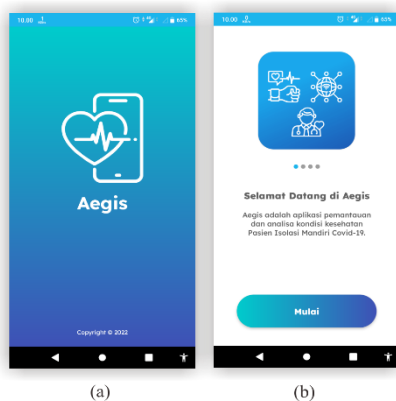 10.00
65%
Aegis
Copyright © 2022
(a)
10.00
65%
Selamat Datang di Aegis
Aegis adalah aplikasi pemantauan
dan analisa kondisi kesehatan
Pasien Isolasi Mandiri Covid-19.
Mulai
(b)